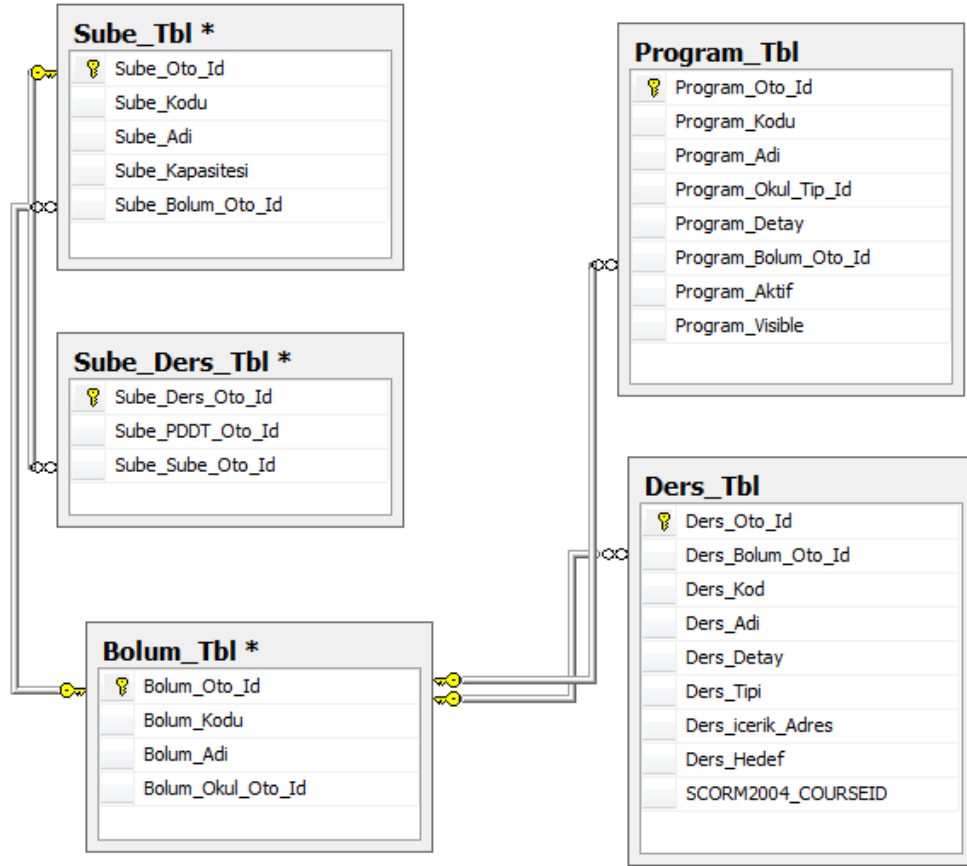 Sube_Tbl *
Sube_Oto_Id
Sube_Kodu
Sube_Adi
Sube_Kapasitesi
Sube_Bolum_Oto_Id
Sube_Ders_Tbl *
Sube_Ders_Oto_Id
Sube_PDDT_Oto_Id
Sube_Sube_Oto_Id
Bolum_Tbl *
Bolum_Oto_Id
Bolum_Kodu
Bolum_Adi
Bolum_Okul_Oto_Id
Program_Tbl
Program_Oto_Id
Program_Kodu
Program_Adi
Program_Okul_Tip_Id
Program_Detay
Program_Bolum_Oto_Id
Program_Aktif
Program_Visible
Ders_Tbl
Ders_Oto_Id
Ders_Bolum_Oto_Id
Ders_Kod
Ders_Adi
Ders_Detay
Ders_Tipi
Ders_icerik_Adres
Ders_Hedef
SCORM2004_COURSEID